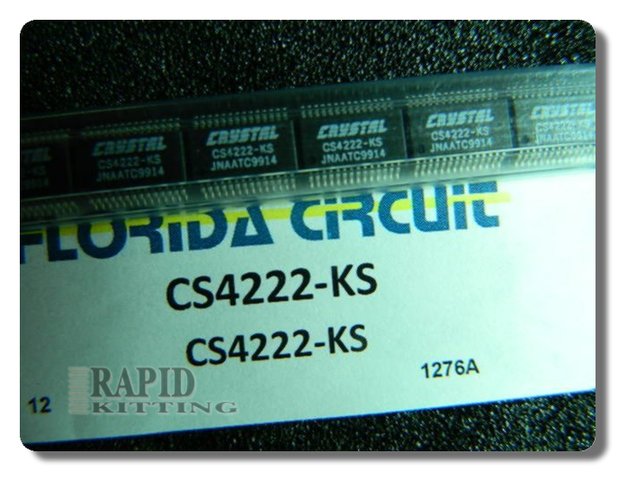 CRYSTAL
CS4222-KS
JNAATC9914
CRYSTAL
CS4222-KS
JNAATC9914
CRYSTAL
CS4222-KS
JNAATC9914
CRYSTAL
CS4222-KS
JNAATC9914
CRYSTAL
FLORIDA CIRCUIT
CS4222-KS
CS4222-KS
1276A
12
RAPID
KITTING